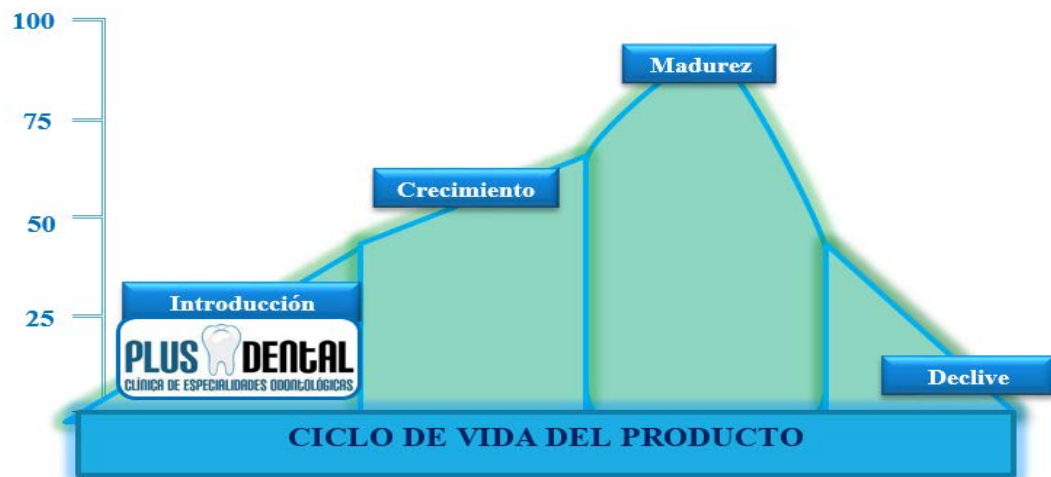 100
Madurez
75
Crecimiento
50
Introducción
25
PLUS DENTAL
CLÍNICA DE ESPECIALIDADES ODONTOLÓGICAS
Declive
CICLO DE VIDA DEL PRODUCTO